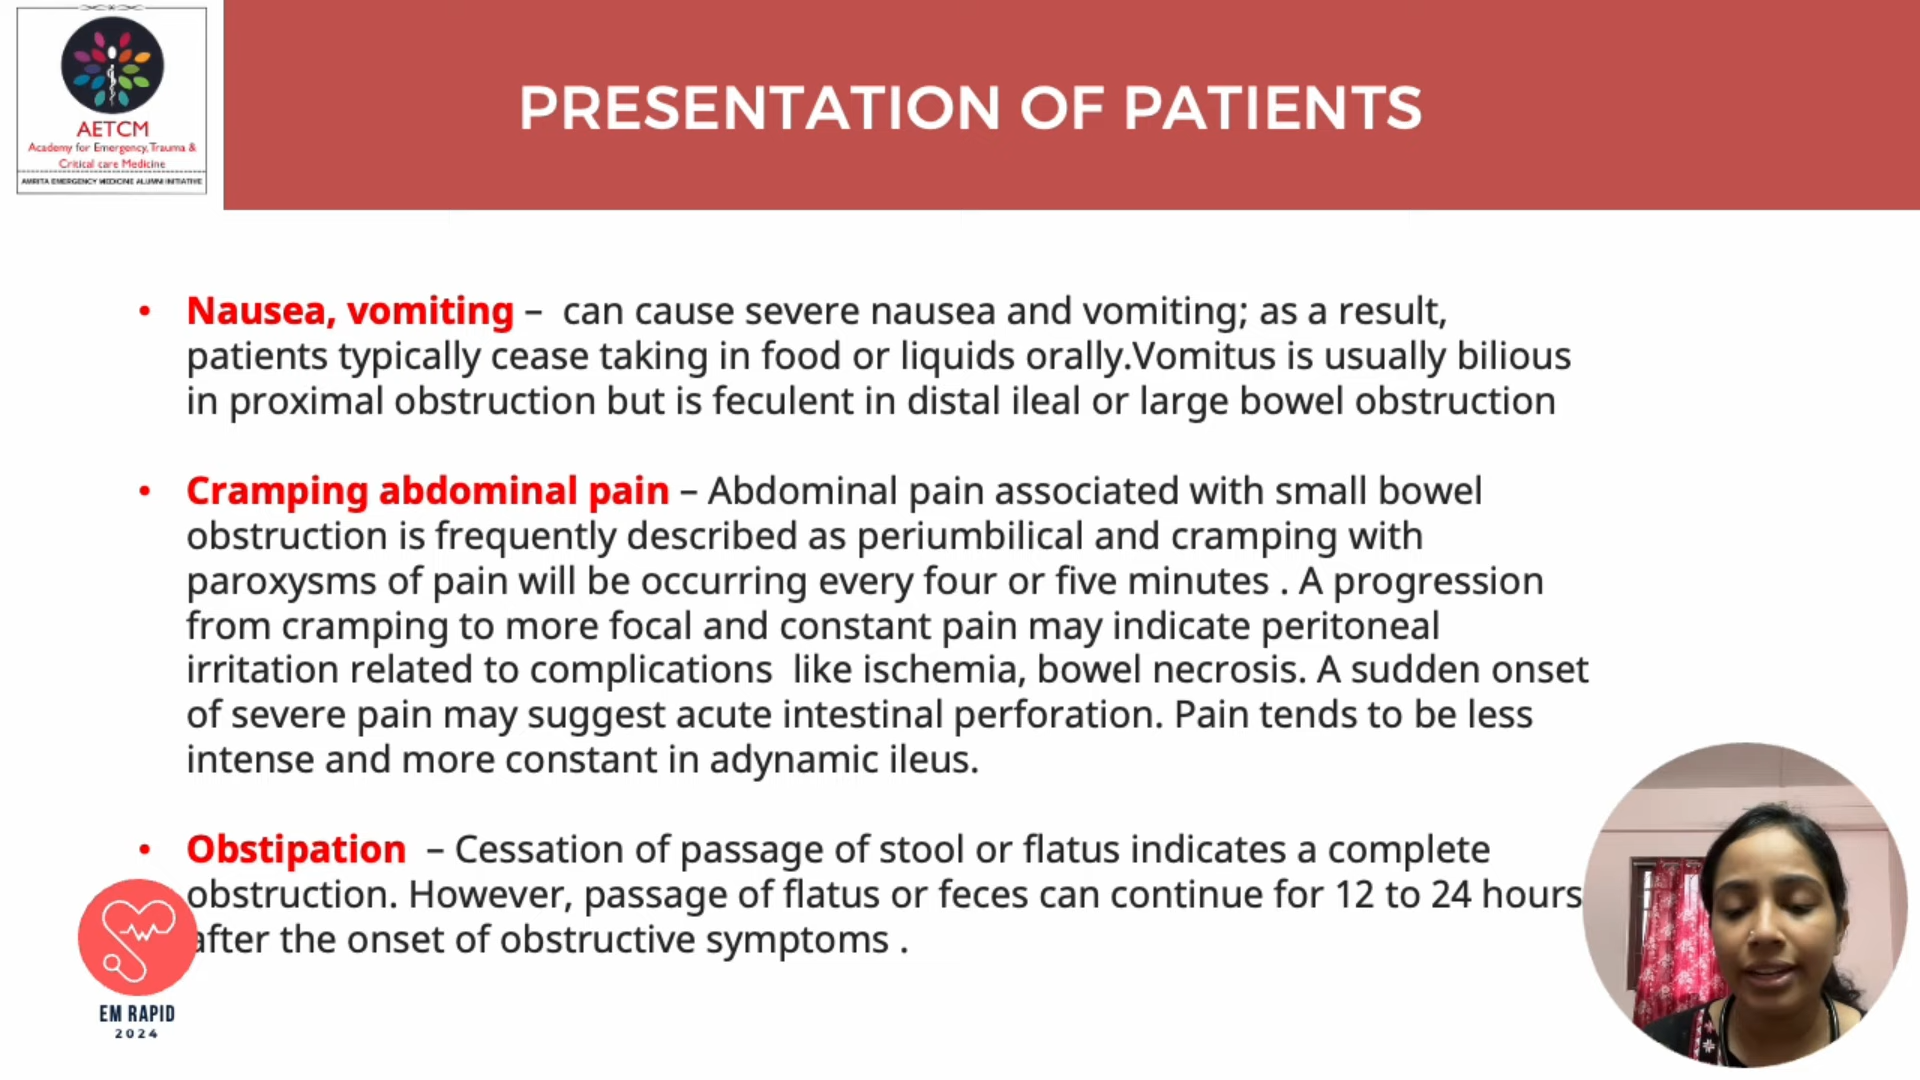 AETCM
Academy for Emergency, Trauma &
Critical care Medicine
AMRITA EMERGENCY MEDICINE ALUMNI INITIATIVE
PRESENTATION OF PATIENTS
• Nausea, vomiting – can cause severe nausea and vomiting; as a result,
patients typically cease taking in food or liquids orally.Vomitus is usually bilious
in proximal obstruction but is feculent in distal ileal or large bowel obstruction
• Cramping abdominal pain – Abdominal pain associated with small bowel
obstruction is frequently described as periumbilical and cramping with
paroxysms of pain will be occurring every four or five minutes . A progression
from cramping to more focal and constant pain may indicate peritoneal
irritation related to complications like ischemia, bowel necrosis. A sudden onset
of severe pain may suggest acute intestinal perforation. Pain tends to be less
intense and more constant in adynamic ileus.
• Obstipation – Cessation of passage of stool or flatus indicates a complete
obstruction. However, passage of flatus or feces can continue for 12 to 24 hours
after the onset of obstructive symptoms .
EM RAPID
2024